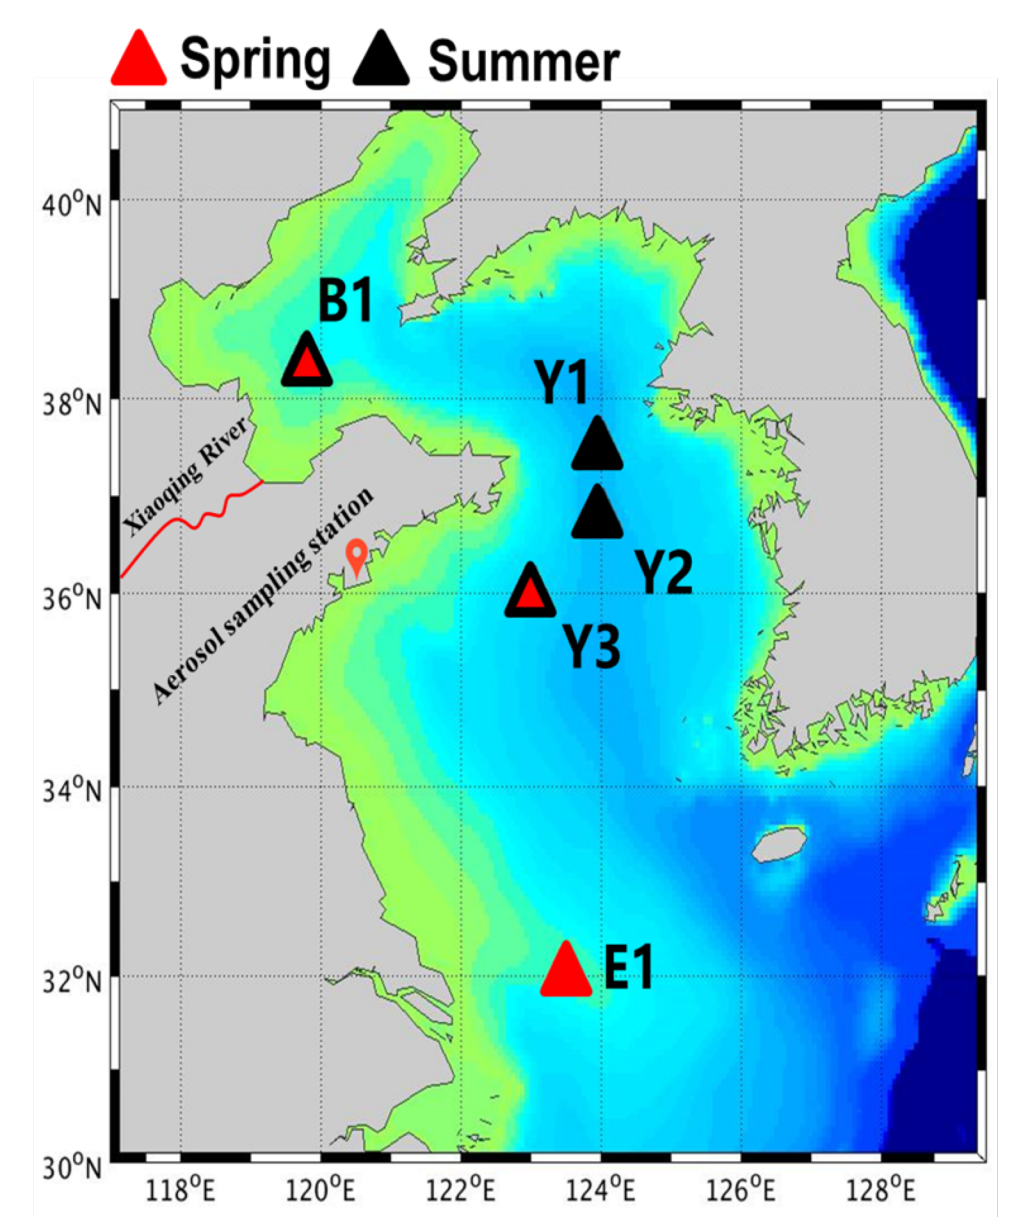 Spring Summer
40°N
B1
Y1
38°N
Xiaoqing River
Aerosol sampling station
Y2
36°N
Y3
34°N
E1
32°N
30°N
118°E 120°E 122°E 124°E 126°E 128°E